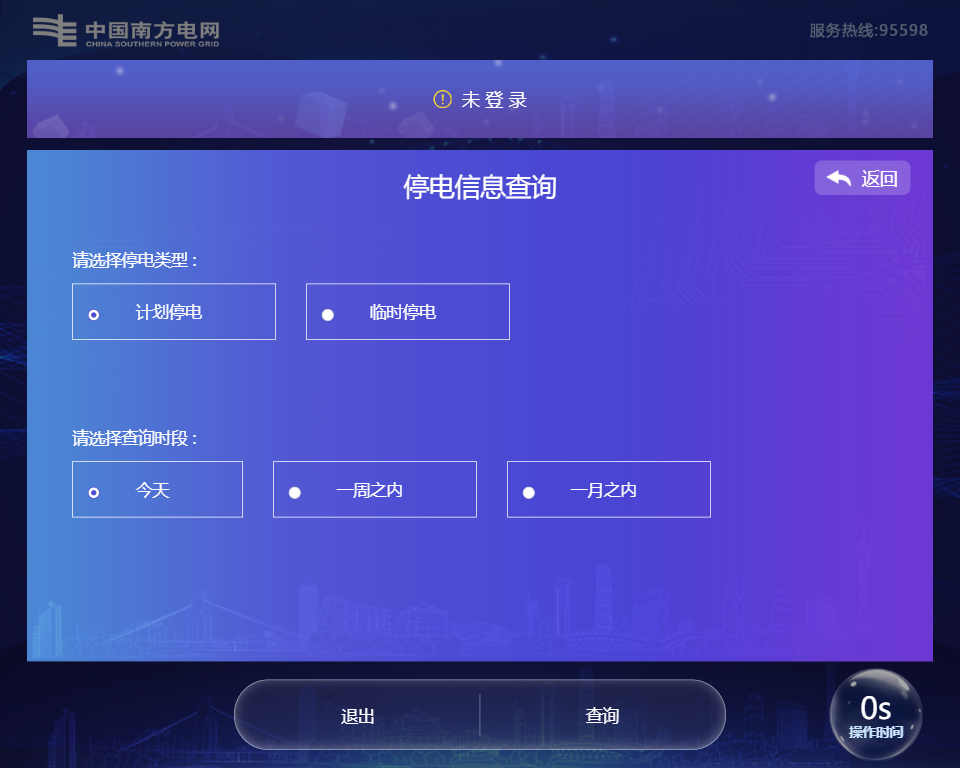 中国南方电网
CHINA SOUTHERN POWER GRID
服务热线:95598
未登录
停电信息查询
返回
请选择停电类型：
计划停电
临时停电
请选择查询时段：
今天
一周之内
一月之内
退出
查询
0s
操作时间